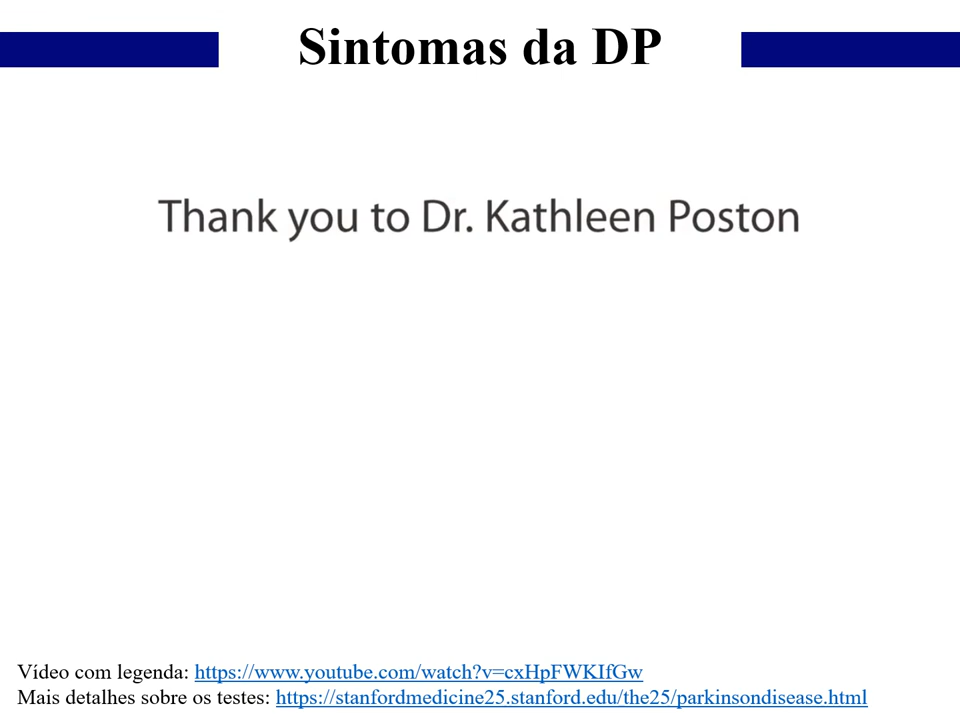 Sintomas da DP
Thank you to Dr. Kathleen Poston
Vídeo com legenda: https://www.youtube.com/watch?v=cxHpFWKIfGw
Mais detalhes sobre os testes: https://stanfordmedicine25.stanford.edu/the25/parkinsondisease.html